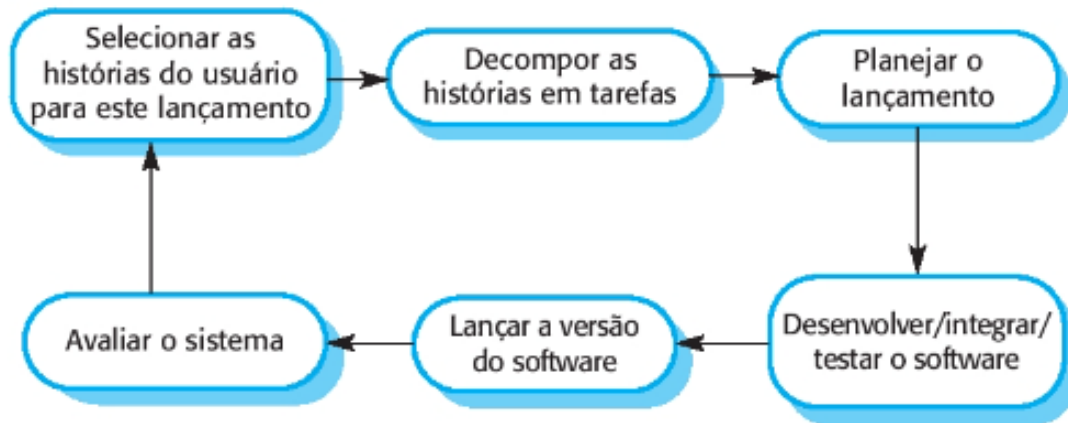 Selecionar as
histórias do usuário
para este lançamento
Decompor as
histórias em tarefas
Planejar o
lançamento
Desenvolver/integrar/
testar o software
Lançar a versão
do software
Avaliar o sistema